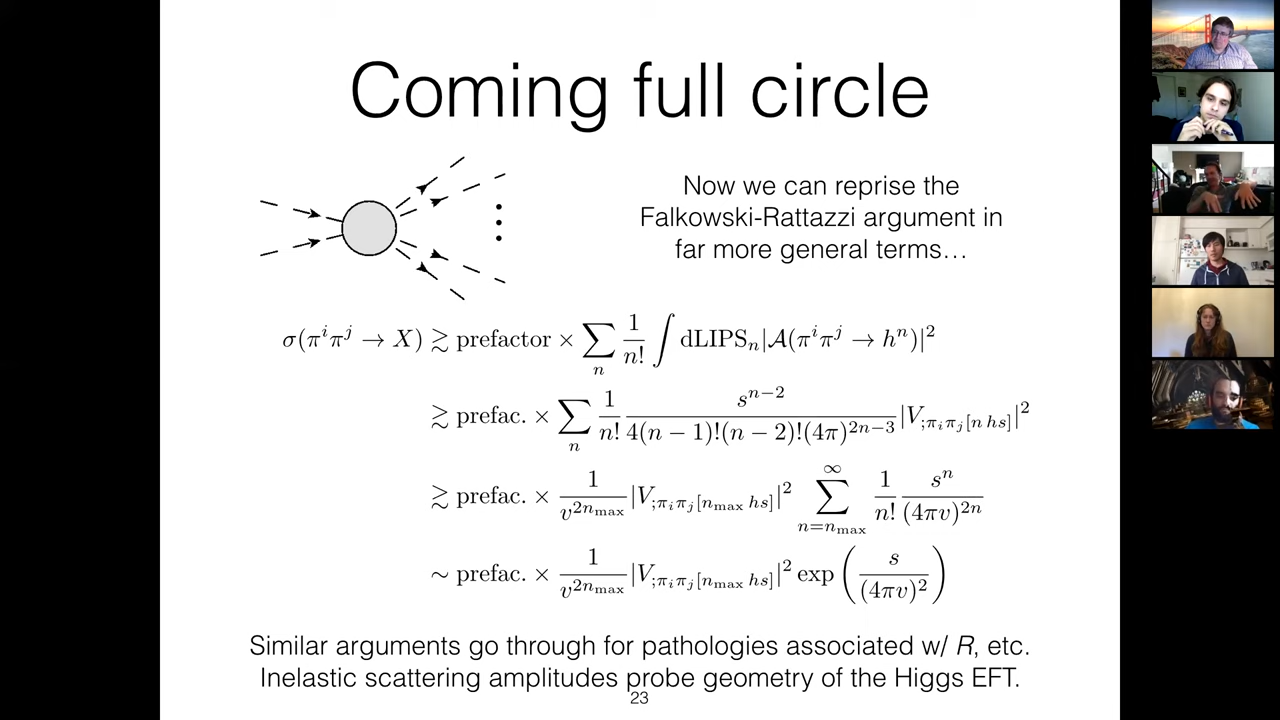 Coming full circle
Now we can reprise the
Falkowski-Rattazzi argument in
far more general terms…
σ(π^i π^j → X) ≳ prefactor × ∑_n 1/n! ∫ dLIPS_n |𝒜(π^i π^j → h^n)|^2
≳ prefac. × ∑_n 1/n! s^{n−2}/(4(n − 1)!(n − 2)!(4π)^{2n−3}) |V_{;π_i π_j [n hs]}|^2
≳ prefac. × 1/v^{2n_max} |V_{;π_i π_j [n_max hs]}|^2 ∑_{n=n_max}^{∞} 1/n! s^n/(4πv)^{2n}
∼ prefac. × 1/v^{2n_max} |V_{;π_i π_j [n_max hs]}|^2 exp(s/(4πv)^2)
Similar arguments go through for pathologies associated w/ R, etc.
Inelastic scattering amplitudes probe geometry of the Higgs EFT.
23